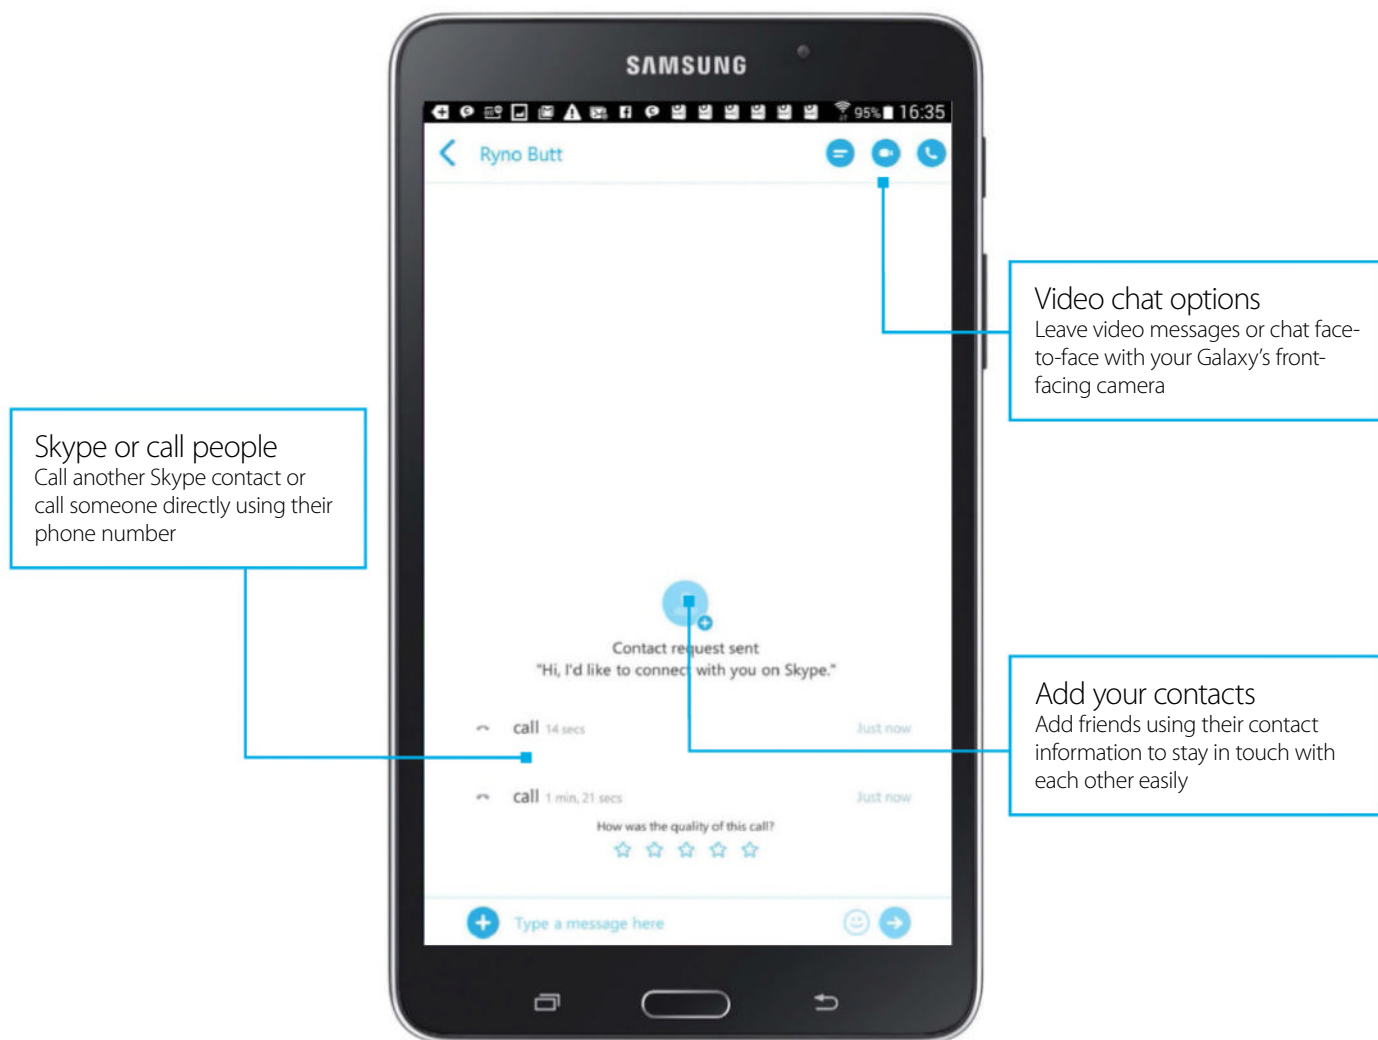 SAMSUNG
95% 16:35
Ryno Butt
Video chat options
Leave video messages or chat face-
to-face with your Galaxy's front-
facing camera
Skype or call people
Call another Skype contact or
call someone directly using their
phone number
Contact request sent
"Hi, I'd like to connect with you on Skype."
Add your contacts
Add friends using their contact
information to stay in touch with
each other easily
call 14 secs Just now
call 1 min, 21 secs Just now
How was the quality of this call?
Type a message here